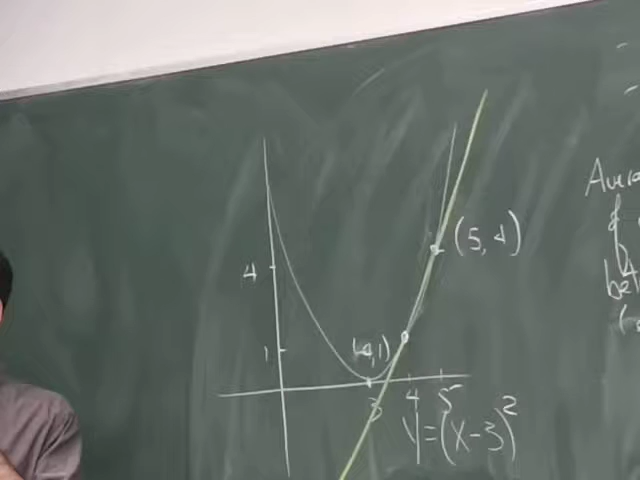 (5,4)
4
(4,1)
1
3 4 5
y=(x-3)²